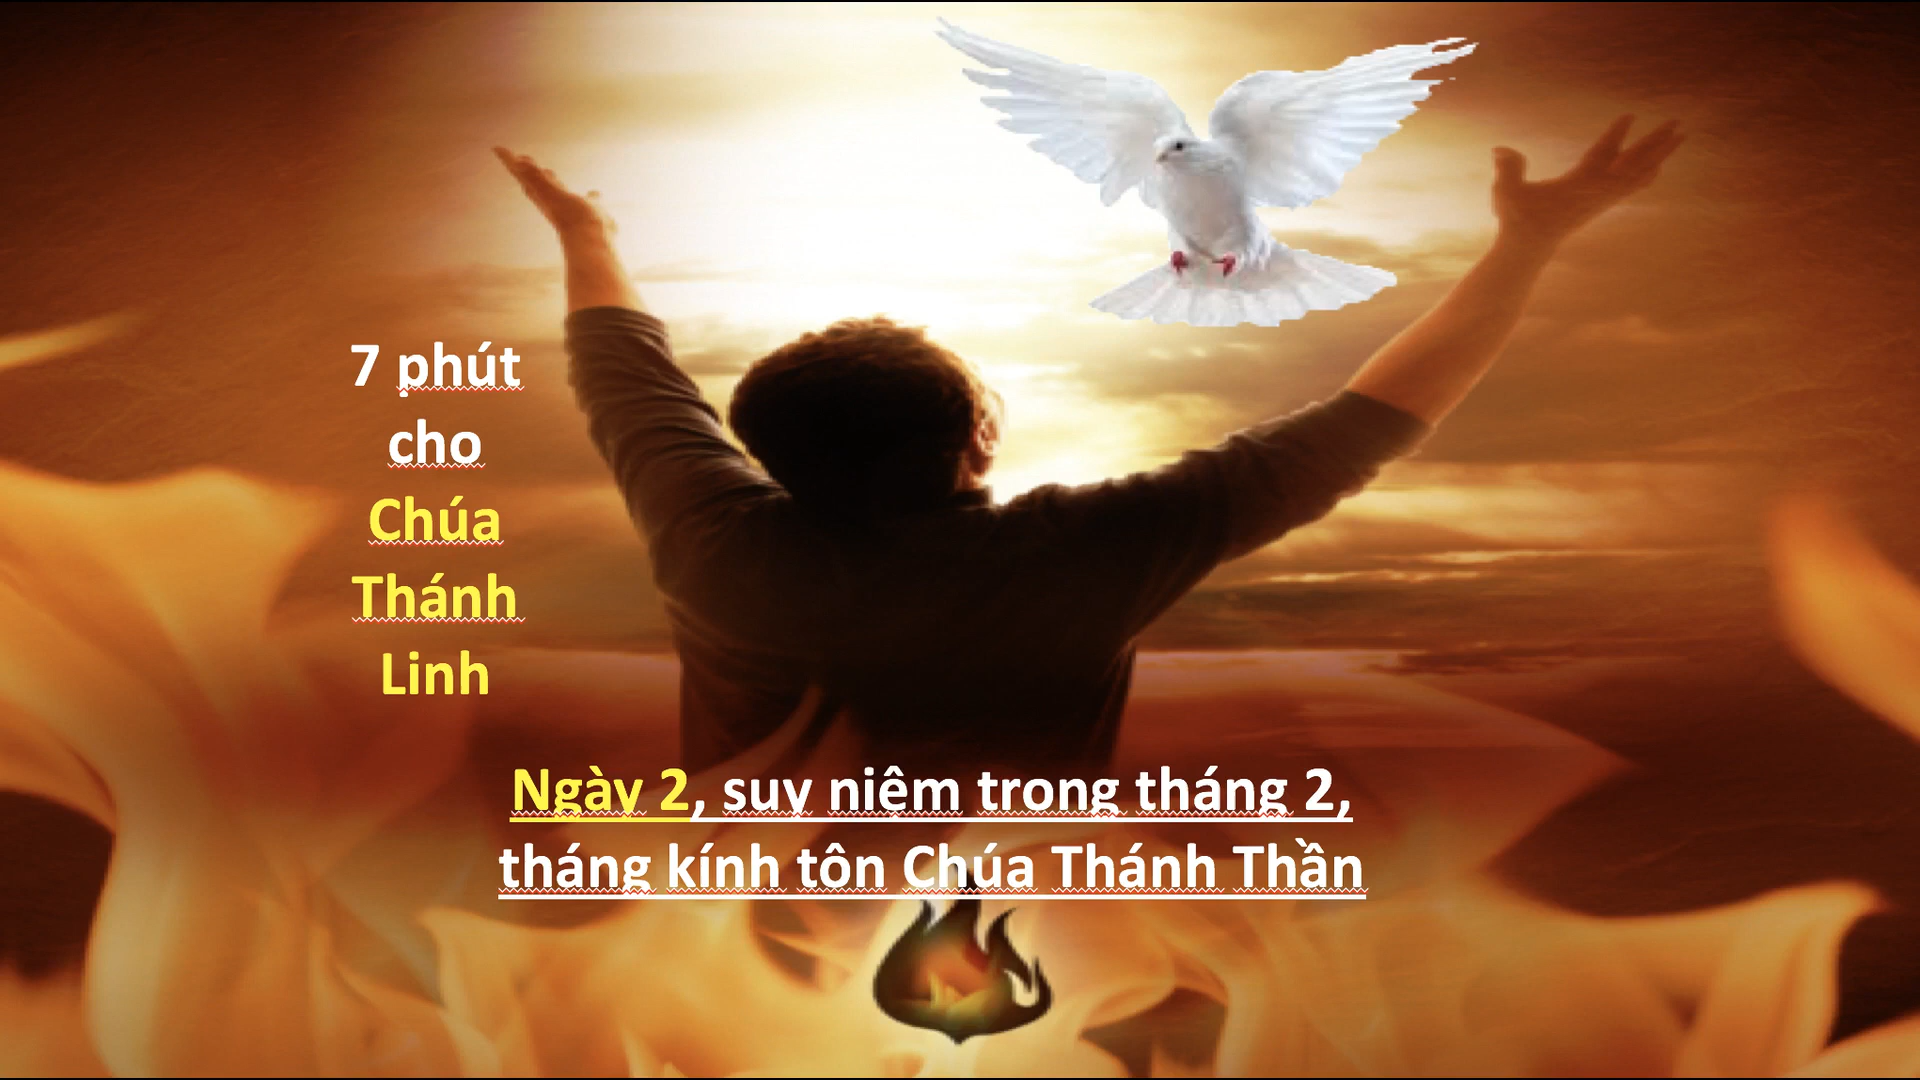 7 phút
cho
Chúa
Thánh
Linh
Ngày 2, suy niệm trong tháng 2,
tháng kính tôn Chúa Thánh Thần